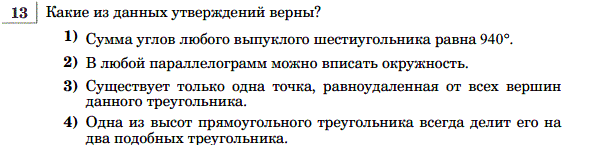 13 Какие из данных утверждений верны?
1) Сумма углов любого выпуклого шестиугольника равна 940°.
2) В любой параллелограмм можно вписать окружность.
3) Существует только одна точка, равноудаленная от всех вершин
данного треугольника.
4) Одна из высот прямоугольного треугольника всегда делит его на
два подобных треугольника.